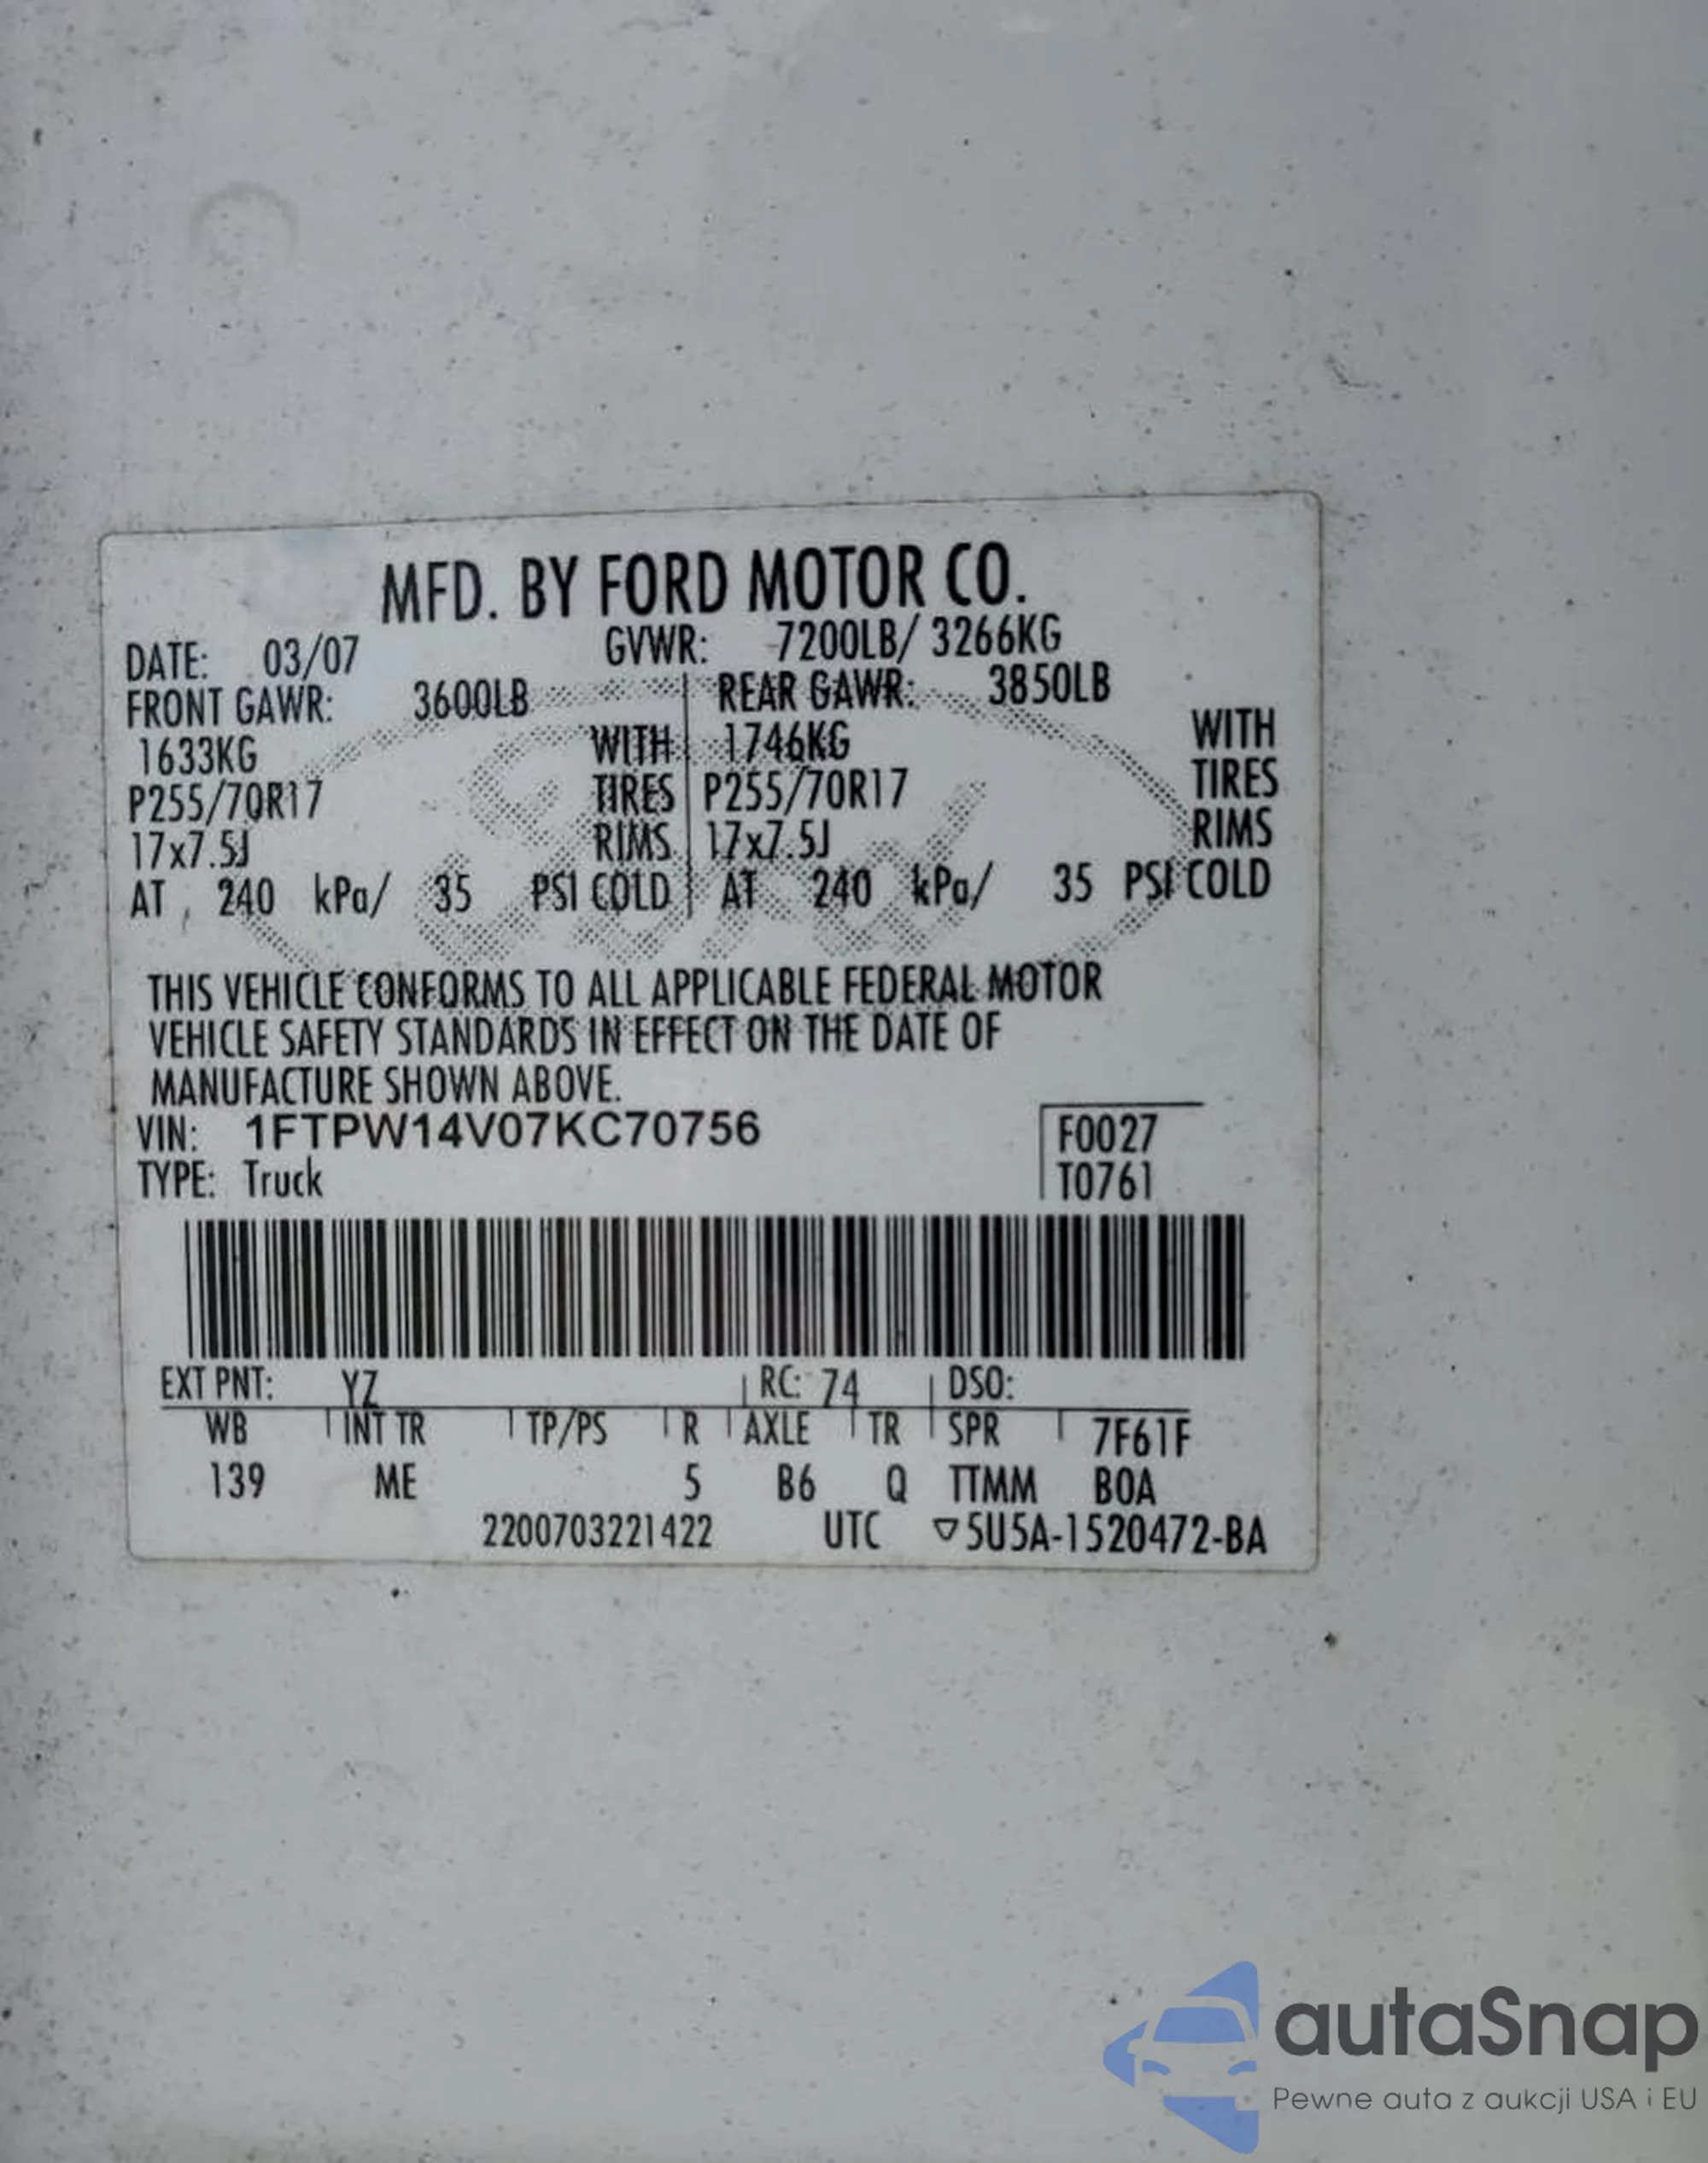 MFD. BY FORD MOTOR CO.
DATE: 03/07 GVWR: 7200LB/ 3266KG
FRONT GAWR: 3600LB REAR GAWR: 3850LB
1633KG WITH 1746KG WITH
P255/70R17 TIRES P255/70R17 TIRES
17x7.5J RIMS 17x7.5J RIMS
AT 240 kPa/ 35 PSI COLD AT 240 kPa/ 35 PSI COLD
THIS VEHICLE CONFORMS TO ALL APPLICABLE FEDERAL MOTOR
VEHICLE SAFETY STANDARDS IN EFFECT ON THE DATE OF
MANUFACTURE SHOWN ABOVE.
VIN: 1FTPW14V07KC70756 F0027
TYPE: Truck T0761
EXT PNT: YZ RC: 74 DSO:
WB INT TR TP/PS R AXLE TR SPR 7F61F
139 ME 5 B6 Q TTMM BOA
2200703221422 UTC ▽5U5A-1520472-BA
autaSnap
Pewne auta z aukcji USA i EU